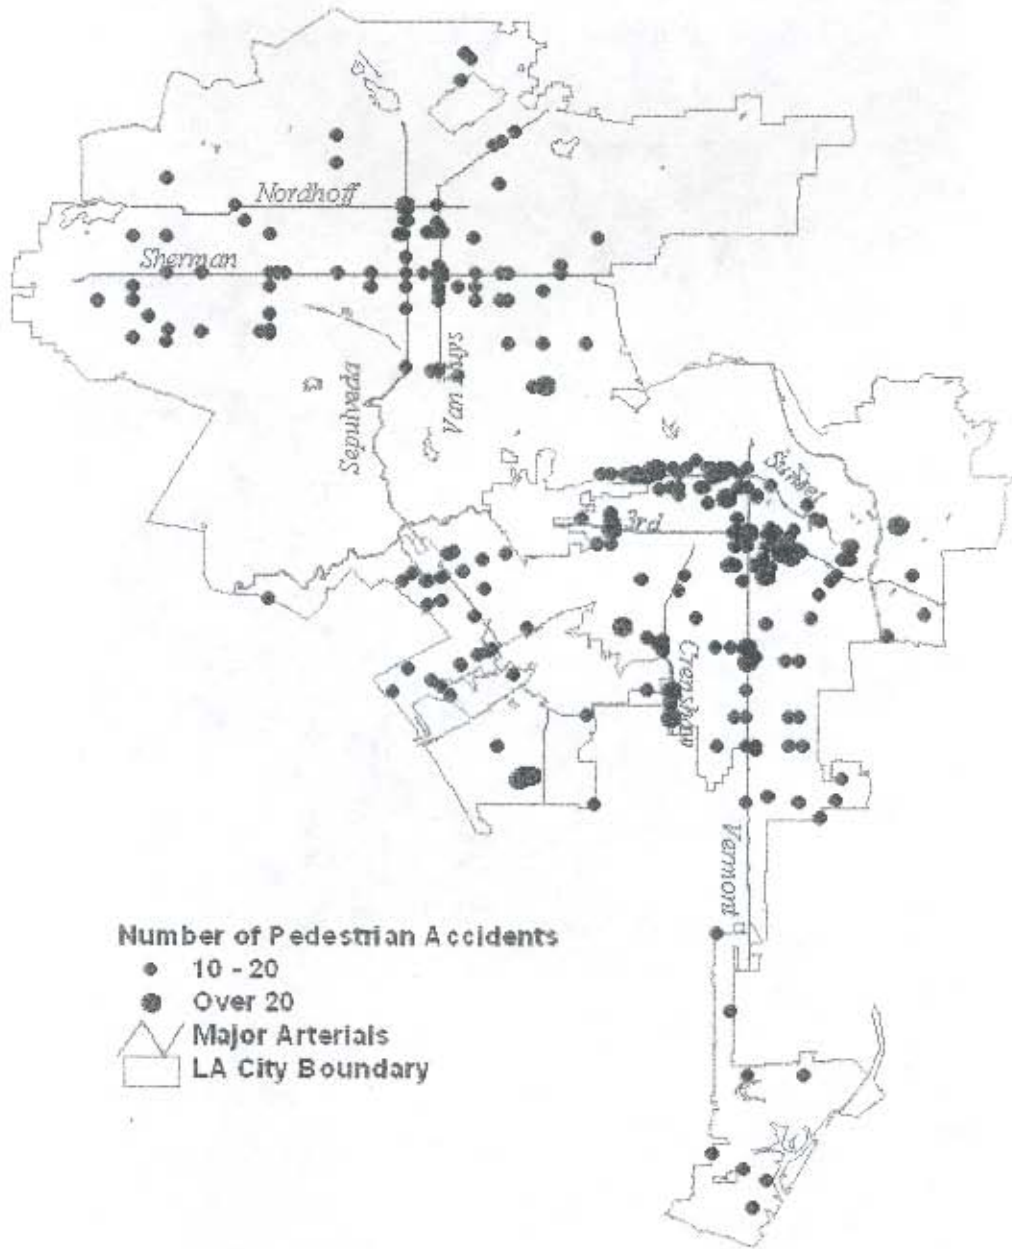 Nordhoff
Sherman
Sepulveda
Van Nuys
Sunset
3rd
Crenshaw
Vermont
Number of Pedestrian Accidents
10 - 20
Over 20
Major Arterials
LA City Boundary